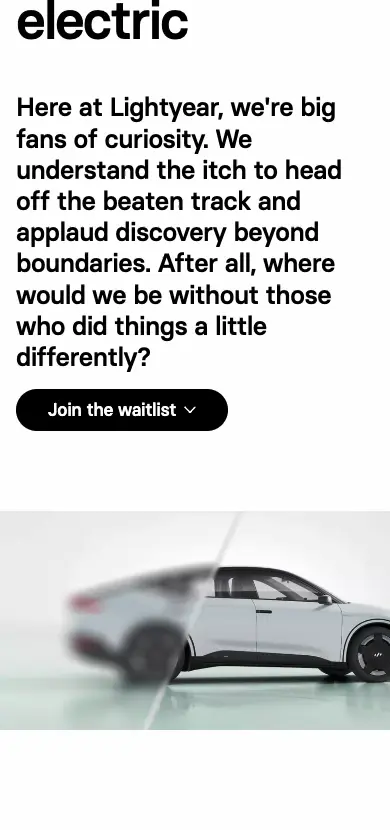 electric
Here at Lightyear, we're big
fans of curiosity. We
understand the itch to head
off the beaten track and
applaud discovery beyond
boundaries. After all, where
would we be without those
who did things a little
differently?
Join the waitlist